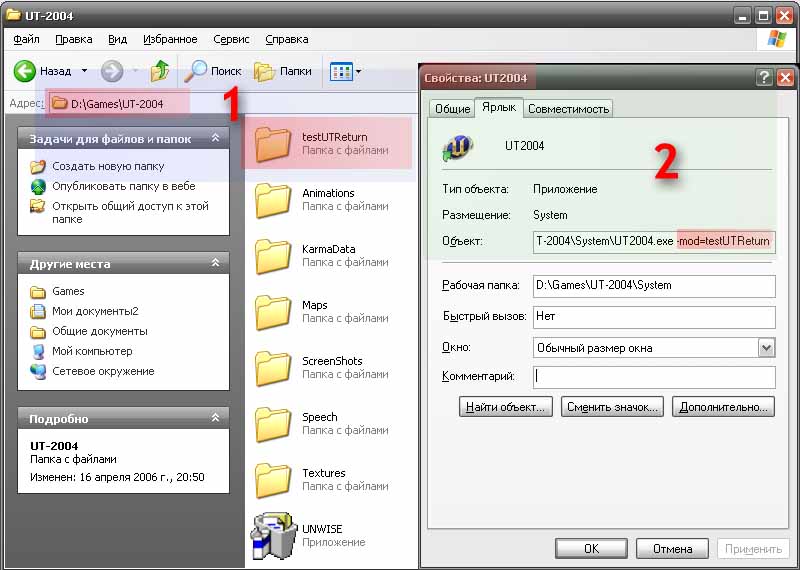 UT-2004
Файл Правка Вид Избранное Сервис Справка
Назад Поиск Папки
Адрес: D:\Games\UT-2004
1
Задачи для файлов и папок
Создать новую папку
Опубликовать папку в вебе
Открыть общий доступ к этой
папке
Другие места
Games
Мои документы2
Общие документы
Мой компьютер
Сетевое окружение
Подробно
UT-2004
Папка с файлами
Изменен: 16 апреля 2006 г., 20:50
testUTReturn
Папка с файлами
Animations
Папка с файлами
KarmaData
Папка с файлами
Maps
Папка с файлами
ScreenShots
Папка с файлами
Speech
Папка с файлами
Textures
Папка с файлами
UNWISE
Приложение
Свойства: UT2004
Общие Ярлык Совместимость
UT2004
2
Тип объекта: Приложение
Размещение: System
Объект: T-2004\System\UT2004.exe -mod=testUTReturn
Рабочая папка: D:\Games\UT-2004\System
Быстрый вызов: Нет
Окно: Обычный размер окна
Комментарий:
Найти объект... Сменить значок... Дополнительно...
OK Отмена Применить